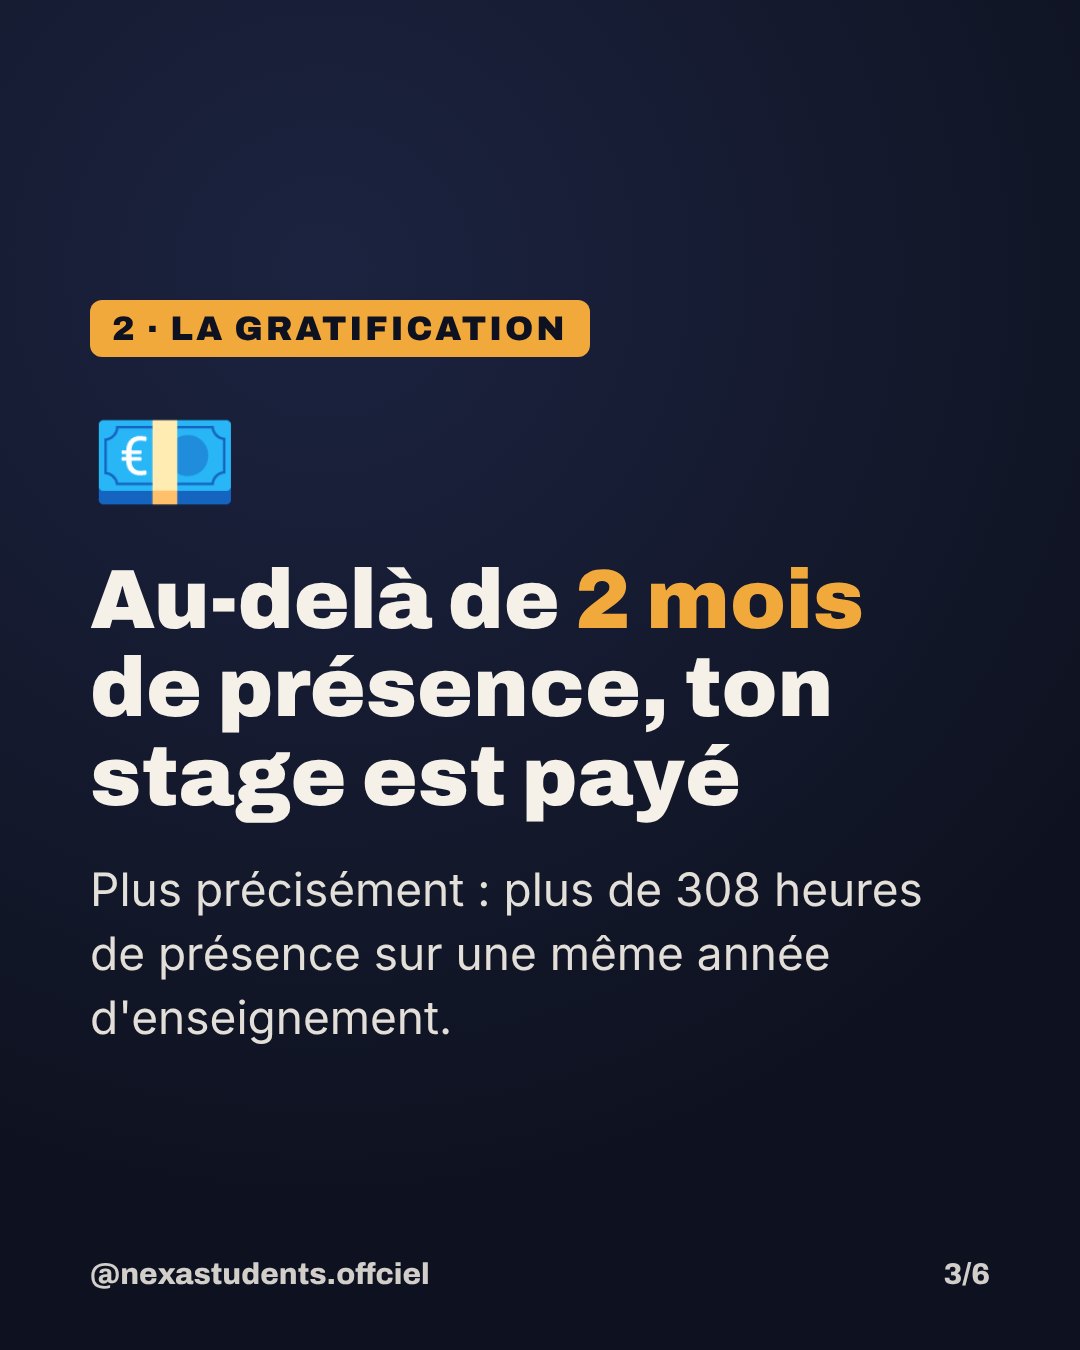 2 · LA GRATIFICATION
€
Au-delà de 2 mois
de présence, ton
stage est payé
Plus précisément : plus de 308 heures
de présence sur une même année
d'enseignement.
@nexastudents.offciel
3/6